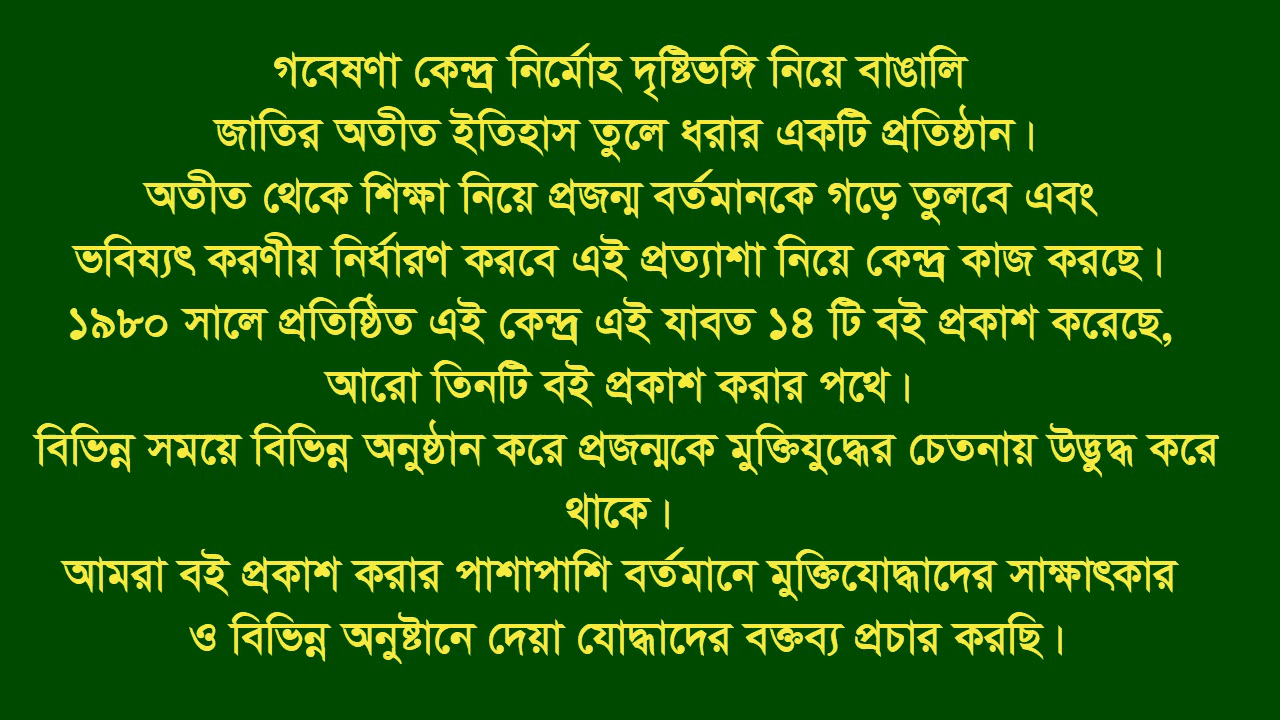 গবেষণা কেন্দ্র নির্মোহ দৃষ্টিভঙ্গি নিয়ে বাঙালি
জাতির অতীত ইতিহাস তুলে ধরার একটি প্রতিষ্ঠান।
অতীত থেকে শিক্ষা নিয়ে প্রজন্ম বর্তমানকে গড়ে তুলবে এবং
ভবিষ্যৎ করণীয় নির্ধারণ করবে এই প্রত্যাশা নিয়ে কেন্দ্র কাজ করছে।
১৯৮০ সালে প্রতিষ্ঠিত এই কেন্দ্র এই যাবত ১৪ টি বই প্রকাশ করেছে,
আরো তিনটি বই প্রকাশ করার পথে।
বিভিন্ন সময়ে বিভিন্ন অনুষ্ঠান করে প্রজন্মকে মুক্তিযুদ্ধের চেতনায় উদ্ভুদ্ধ করে
থাকে।
আমরা বই প্রকাশ করার পাশাপাশি বর্তমানে মুক্তিযোদ্ধাদের সাক্ষাৎকার
ও বিভিন্ন অনুষ্টানে দেয়া যোদ্ধাদের বক্তব্য প্রচার করছি।